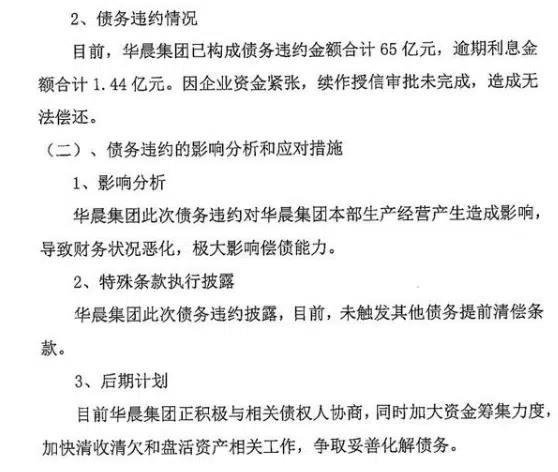 2、债务违约情况
目前，华晨集团已构成债务违约金额合计 65 亿元，逾期利息金
额合计 1.44 亿元。因企业资金紧张，续作授信审批未完成，造成无
法偿还。
（二）、债务违约的影响分析和应对措施
1、影响分析
华晨集团此次债务违约对华晨集团本部生产经营产生造成影响，
导致财务状况恶化，极大影响偿债能力。
2、特殊条款执行披露
华晨集团此次债务违约披露，目前，未触发其他债务提前清偿条
款。
3、后期计划
目前华晨集团正积极与相关债权人协商，同时加大资金筹集力度，
加快清收清欠和盘活资产相关工作，争取妥善化解债务。